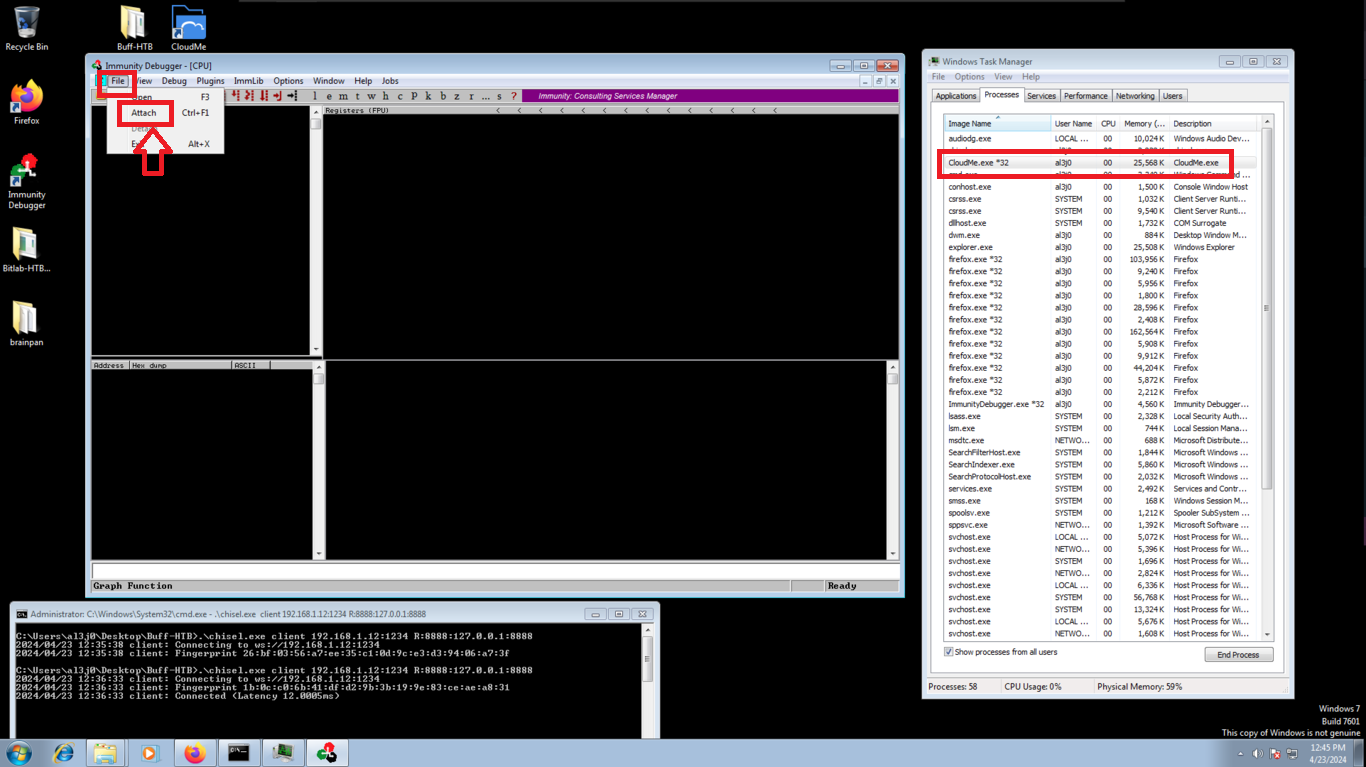 Recycle Bin
Buff-HTB
CloudMe
Firefox
Immunity
Debugger
Bitlab-HTB...
brainpan
Immunity Debugger - [CPU]
File View Debug Plugins ImmLib Options Window Help Jobs
Open F3
Attach Ctrl+F1
Alt+X
l e m t w h c P k b z r ... s ?
Immunity: Consulting Services Manager
Registers (FPU) < < < < < < < < < < < < < <
Address Hex dump ASCII
Graph Function
Ready
Administrator: C:\Windows\System32\cmd.exe - .\chisel.exe client 192.168.1.12:1234 R:8888:127.0.0.1:8888
C:\Users\al3j0\Desktop\Buff-HTB>.\chisel.exe client 192.168.1.12:1234 R:8888:127.0.0.1:8888
2024/04/23 12:35:38 client: Connecting to ws://192.168.1.12:1234
2024/04/23 12:35:38 client: Fingerprint 26:bf:03:56:a7:ee:35:c1:0d:9c:e3:d3:94:06:a7:3f
C:\Users\al3j0\Desktop\Buff-HTB>.\chisel.exe client 192.168.1.12:1234 R:8888:127.0.0.1:8888
2024/04/23 12:36:33 client: Connecting to ws://192.168.1.12:1234
2024/04/23 12:36:33 client: Fingerprint 1b:0c:c0:6b:41:df:d2:9b:3b:19:9e:83:ce:ae:a8:31
2024/04/23 12:36:33 client: Connected (Latency 12.0005ms)
Windows Task Manager
File Options View Help
Applications Processes Services Performance Networking Users
Image Name User Name CPU Memory (... Description
audiodg.exe LOCAL ... 00 10,024 K Windows Audio Dev...
CloudMe.exe *32 al3j0 00 25,568 K CloudMe.exe
conhost.exe al3j0 00 1,500 K Console Window Host
csrss.exe SYSTEM 00 1,032 K Client Server Runti...
csrss.exe SYSTEM 00 9,540 K Client Server Runti...
dllhost.exe SYSTEM 00 1,732 K COM Surrogate
dwm.exe al3j0 00 884 K Desktop Window M...
explorer.exe al3j0 00 25,508 K Windows Explorer
firefox.exe *32 al3j0 00 103,956 K Firefox
firefox.exe *32 al3j0 00 9,240 K Firefox
firefox.exe *32 al3j0 00 5,956 K Firefox
firefox.exe *32 al3j0 00 1,800 K Firefox
firefox.exe *32 al3j0 00 28,596 K Firefox
firefox.exe *32 al3j0 00 2,408 K Firefox
firefox.exe *32 al3j0 00 162,564 K Firefox
firefox.exe *32 al3j0 00 5,908 K Firefox
firefox.exe *32 al3j0 00 9,912 K Firefox
firefox.exe *32 al3j0 00 44,204 K Firefox
firefox.exe *32 al3j0 00 5,872 K Firefox
firefox.exe *32 al3j0 00 2,212 K Firefox
ImmunityDebugger.exe *32 al3j0 00 4,560 K Immunity Debugger...
lsass.exe SYSTEM 00 2,328 K Local Security Auth...
lsm.exe SYSTEM 00 744 K Local Session Mana...
msdtc.exe NETWO... 00 688 K Microsoft Distribute...
SearchFilterHost.exe SYSTEM 00 1,844 K Microsoft Windows ...
SearchIndexer.exe SYSTEM 00 5,860 K Microsoft Windows ...
SearchProtocolHost.exe SYSTEM 00 2,032 K Microsoft Windows ...
services.exe SYSTEM 00 2,492 K Services and Contr...
smss.exe SYSTEM 00 168 K Windows Session M...
spoolsv.exe SYSTEM 00 1,212 K Spooler SubSystem ...
sppsvc.exe NETWO... 00 1,392 K Microsoft Software ...
svchost.exe LOCAL ... 00 5,072 K Host Process for Wi...
svchost.exe NETWO... 00 5,396 K Host Process for Wi...
svchost.exe SYSTEM 00 1,696 K Host Process for Wi...
svchost.exe NETWO... 00 2,824 K Host Process for Wi...
svchost.exe LOCAL ... 00 6,336 K Host Process for Wi...
svchost.exe SYSTEM 00 56,768 K Host Process for Wi...
svchost.exe SYSTEM 00 13,324 K Host Process for Wi...
svchost.exe LOCAL ... 00 5,676 K Host Process for Wi...
svchost.exe NETWO... 00 1,608 K Host Process for Wi...
Show processes from all users
End Process
Processes: 58 CPU Usage: 0% Physical Memory: 59%
Windows 7
Build 7601
This copy of Windows is not genuine
12:45 PM
4/23/2024